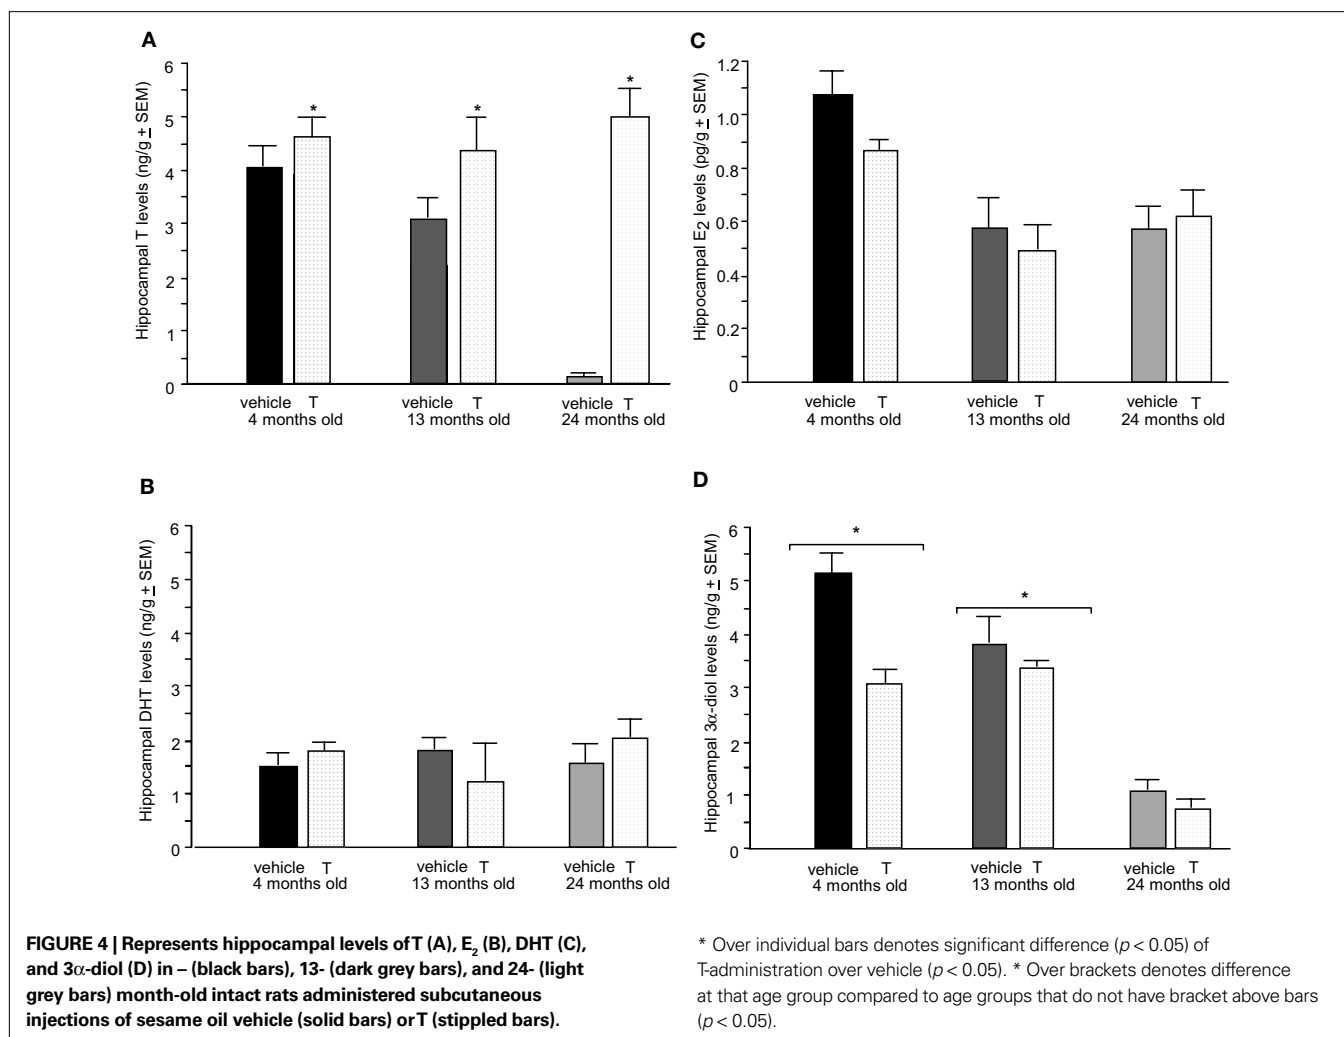 A
Hippocampal T levels (ng/g ± SEM)
6
5
4
3
2
1
0
*
*
*
vehicle T
4 months old
vehicle T
13 months old
vehicle T
24 months old
C
Hippocampal E2 levels (pg/g ± SEM)
1.2
1.0
0.8
0.6
0.4
0.2
0
vehicle T
4 months old
vehicle T
13 months old
vehicle T
24 months old
B
Hippocampal DHT levels (ng/g ± SEM)
6
5
4
3
2
1
0
vehicle T
4 months old
vehicle T
13 months old
vehicle T
24 months old
D
Hippocampal 3α-diol levels (ng/g ± SEM)
6
5
4
3
2
1
0
*
*
vehicle T
4 months old
vehicle T
13 months old
vehicle T
24 months old
FIGURE 4 | Represents hippocampal levels of T (A), E2 (B), DHT (C),
and 3α-diol (D) in – (black bars), 13- (dark grey bars), and 24- (light
grey bars) month-old intact rats administered subcutaneous
injections of sesame oil vehicle (solid bars) or T (stippled bars).
* Over individual bars denotes significant difference (p < 0.05) of
T-administration over vehicle (p < 0.05). * Over brackets denotes difference
at that age group compared to age groups that do not have bracket above bars
(p < 0.05).